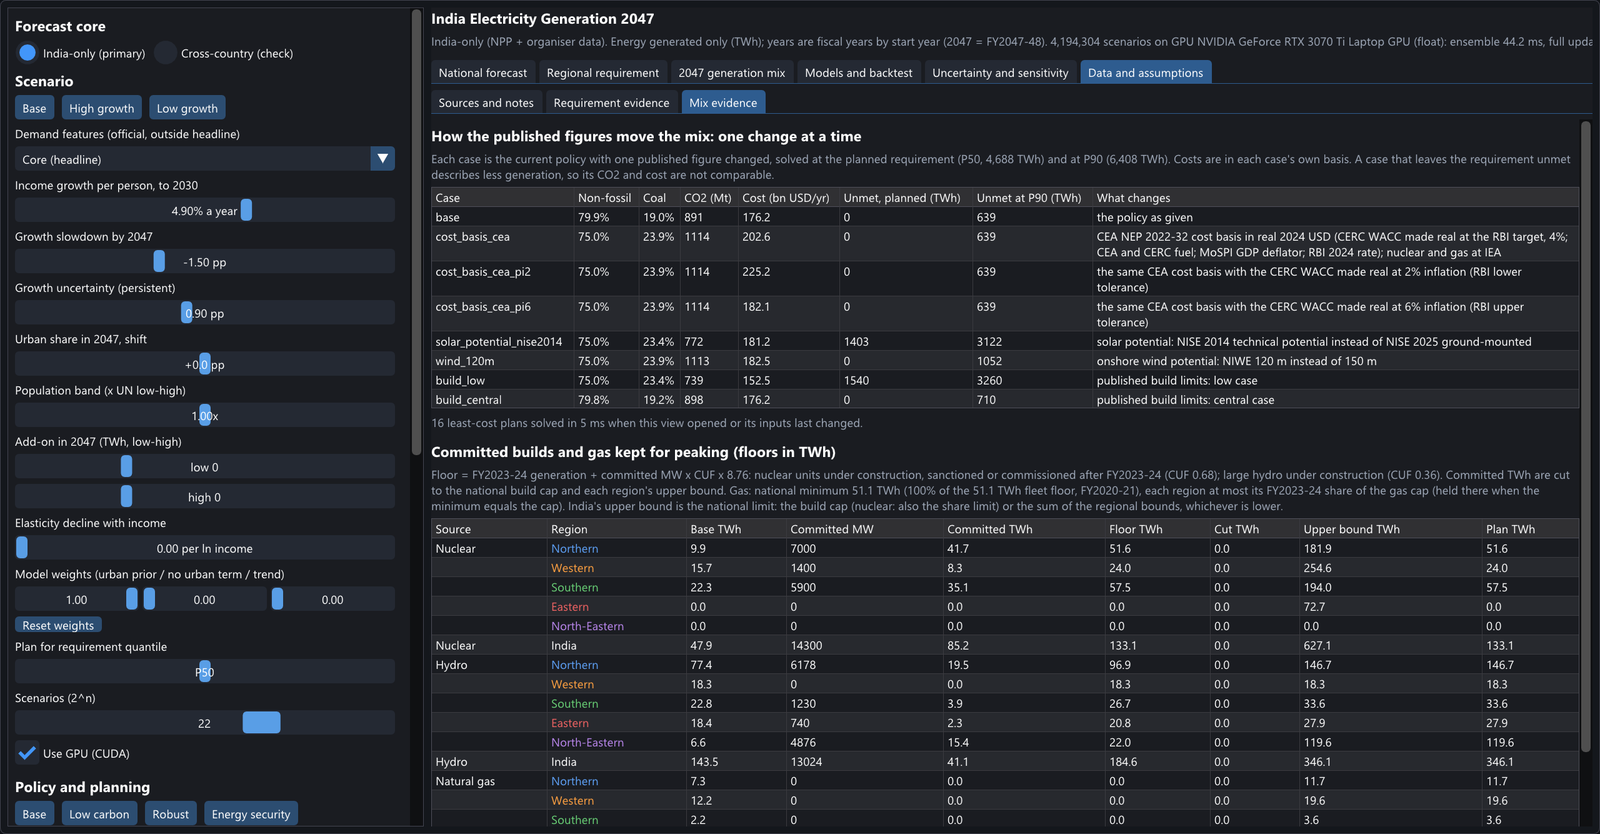 Forecast core
India-only (primary)
Cross-country (check)
Scenario
Base
High growth
Low growth
Demand features (official, outside headline)
Core (headline)
Income growth per person, to 2030
4.90% a year
Growth slowdown by 2047
-1.50 pp
Growth uncertainty (persistent)
0.90 pp
Urban share in 2047, shift
+0.0 pp
Population band (x UN low-high)
1.00x
Add-on in 2047 (TWh, low-high)
low 0
high 0
Elasticity decline with income
0.00 per ln income
Model weights (urban prior / no urban term / trend)
1.00 0.00 0.00
Reset weights
Plan for requirement quantile
P50
Scenarios (2^n)
22
Use GPU (CUDA)
Policy and planning
Base
Low carbon
Robust
Energy security
India Electricity Generation 2047
India-only (NPP + organiser data). Energy generated only (TWh); years are fiscal years by start year (2047 = FY2047-48). 4,194,304 scenarios on GPU NVIDIA GeForce RTX 3070 Ti Laptop GPU (float): ensemble 44.2 ms, full upda
National forecast
Regional requirement
2047 generation mix
Models and backtest
Uncertainty and sensitivity
Data and assumptions
Sources and notes
Requirement evidence
Mix evidence
How the published figures move the mix: one change at a time
Each case is the current policy with one published figure changed, solved at the planned requirement (P50, 4,688 TWh) and at P90 (6,408 TWh). Costs are in each case's own basis. A case that leaves the requirement unmet
describes less generation, so its CO2 and cost are not comparable.
Case Non-fossil Coal CO2 (Mt) Cost (bn USD/yr) Unmet, planned (TWh) Unmet at P90 (TWh) What changes
base 79.9% 19.0% 891 176.2 0 639 the policy as given
cost_basis_cea 75.0% 23.9% 1114 202.6 0 639 CEA NEP 2022-32 cost basis in real 2024 USD (CERC WACC made real at the RBI target, 4%;
CEA and CERC fuel; MoSPI GDP deflator; RBI 2024 rate); nuclear and gas at IEA
cost_basis_cea_pi2 75.0% 23.9% 1114 225.2 0 639 the same CEA cost basis with the CERC WACC made real at 2% inflation (RBI lower
tolerance)
cost_basis_cea_pi6 75.0% 23.9% 1114 182.1 0 639 the same CEA cost basis with the CERC WACC made real at 6% inflation (RBI upper
tolerance)
solar_potential_nise2014 75.0% 23.4% 772 181.2 1403 3122 solar potential: NISE 2014 technical potential instead of NISE 2025 ground-mounted
wind_120m 75.0% 23.9% 1113 182.5 0 1052 onshore wind potential: NIWE 120 m instead of 150 m
build_low 75.0% 23.4% 739 152.5 1540 3260 published build limits: low case
build_central 79.8% 19.2% 898 176.2 0 710 published build limits: central case
16 least-cost plans solved in 5 ms when this view opened or its inputs last changed.
Committed builds and gas kept for peaking (floors in TWh)
Floor = FY2023-24 generation + committed MW x CUF x 8.76: nuclear units under construction, sanctioned or commissioned after FY2023-24 (CUF 0.68); large hydro under construction (CUF 0.36). Committed TWh are cut
to the national build cap and each region's upper bound. Gas: national minimum 51.1 TWh (100% of the 51.1 TWh fleet floor, FY2020-21), each region at most its FY2023-24 share of the gas cap (held there when the
minimum equals the cap). India's upper bound is the national limit: the build cap (nuclear: also the share limit) or the sum of the regional bounds, whichever is lower.
Source Region Base TWh Committed MW Committed TWh Floor TWh Cut TWh Upper bound TWh Plan TWh
Nuclear Northern 9.9 7000 41.7 51.6 0.0 181.9 51.6
Western 15.7 1400 8.3 24.0 0.0 254.6 24.0
Southern 22.3 5900 35.1 57.5 0.0 194.0 57.5
Eastern 0.0 0 0.0 0.0 0.0 72.7 0.0
North-Eastern 0.0 0 0.0 0.0 0.0 0.0 0.0
Nuclear India 47.9 14300 85.2 133.1 0.0 627.1 133.1
Hydro Northern 77.4 6178 19.5 96.9 0.0 146.7 146.7
Western 18.3 0 0.0 18.3 0.0 18.3 18.3
Southern 22.8 1230 3.9 26.7 0.0 33.6 33.6
Eastern 18.4 740 2.3 20.8 0.0 27.9 27.9
North-Eastern 6.6 4876 15.4 22.0 0.0 119.6 119.6
Hydro India 143.5 13024 41.1 184.6 0.0 346.1 346.1
Natural gas Northern 7.3 0 0.0 0.0 0.0 11.7 11.7
Western 12.2 0 0.0 0.0 0.0 19.6 19.6
Southern 2.2 0 0.0 0.0 0.0 3.6 3.6